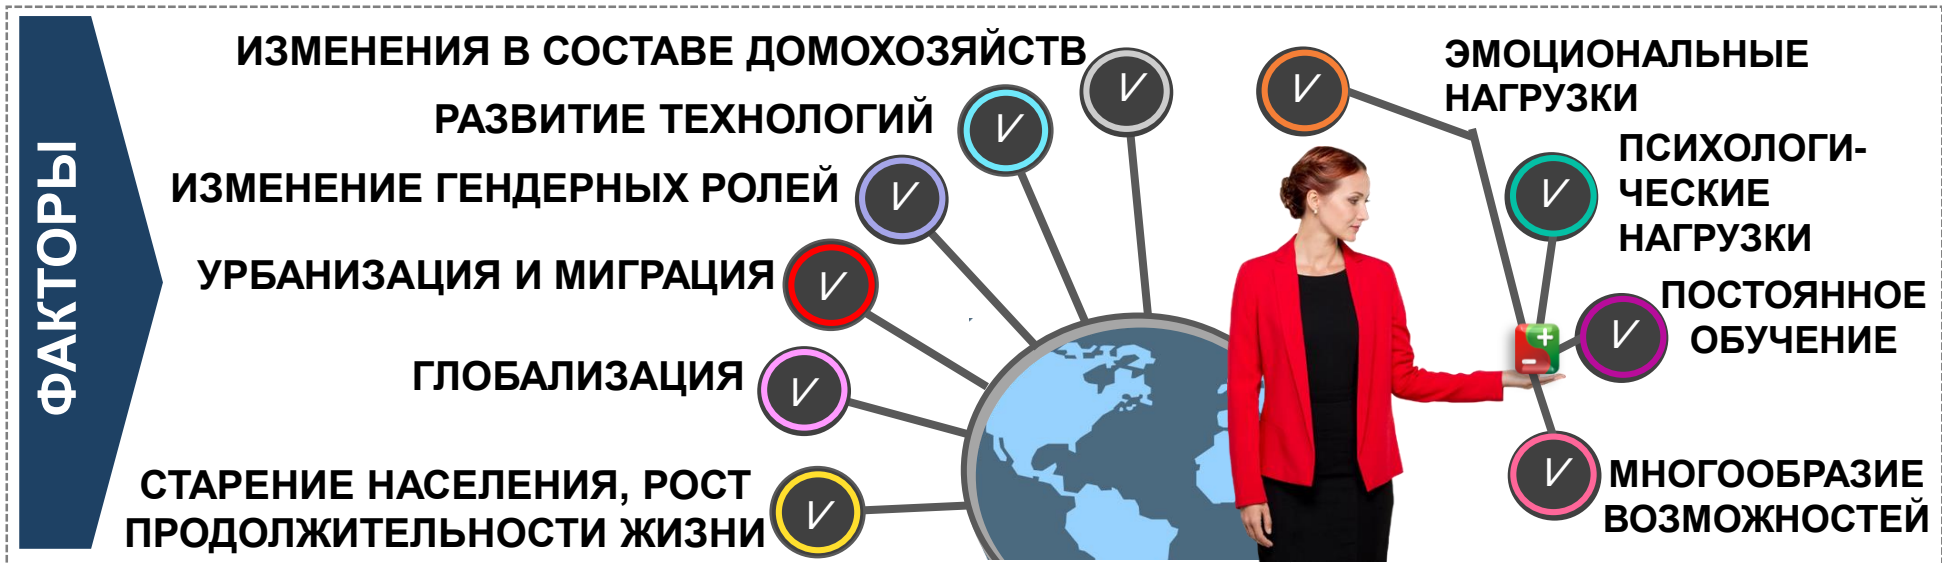 ФАКТОРЫ
ИЗМЕНЕНИЯ В СОСТАВЕ ДОМОХОЗЯЙСТВ
V
РАЗВИТИЕ ТЕХНОЛОГИЙ
V
ИЗМЕНЕНИЕ ГЕНДЕРНЫХ РОЛЕЙ
V
УРБАНИЗАЦИЯ И МИГРАЦИЯ
V
ГЛОБАЛИЗАЦИЯ
V
СТАРЕНИЕ НАСЕЛЕНИЯ, РОСТ
ПРОДОЛЖИТЕЛЬНОСТИ ЖИЗНИ
V
V
ЭМОЦИОНАЛЬНЫЕ
НАГРУЗКИ
V
ПСИХОЛОГИ-
ЧЕСКИЕ
НАГРУЗКИ
V
ПОСТОЯННОЕ
ОБУЧЕНИЕ
V
МНОГООБРАЗИЕ
ВОЗМОЖНОСТЕЙ